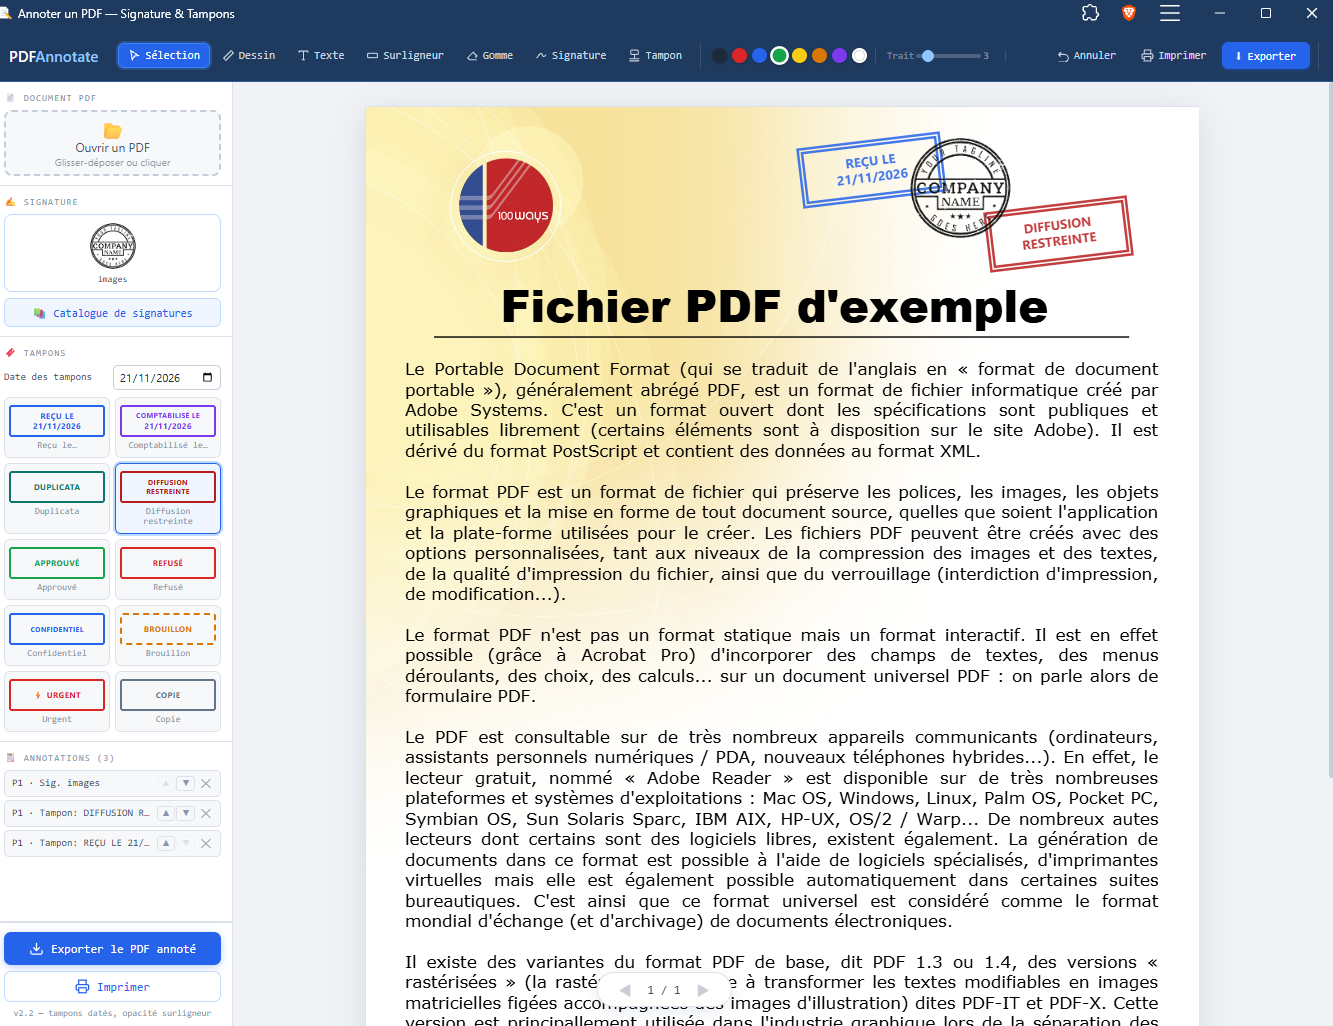 Annoter un PDF — Signature & Tampons
PDFAnnotate
Sélection
Dessin
Texte
Surligneur
Gomme
Signature
Tampon
Trait
3
Annuler
Imprimer
Exporter
DOCUMENT PDF
Ouvrir un PDF
Glisser-déposer ou cliquer
SIGNATURE
COMPANY
NAME
images
Catalogue de signatures
TAMPONS
Date des tampons
21/11/2026
REÇU LE
21/11/2026
Reçu le…
COMPTABILISÉ LE
21/11/2026
Comptabilisé le…
DUPLICATA
Duplicata
DIFFUSION
RESTREINTE
Diffusion
restreinte
APPROUVÉ
Approuvé
REFUSÉ
Refusé
CONFIDENTIEL
Confidentiel
BROUILLON
Brouillon
URGENT
Urgent
COPIE
Copie
ANNOTATIONS (3)
P1 · Sig. images
P1 · Tampon: DIFFUSION R…
P1 · Tampon: REÇU LE 21/…
Exporter le PDF annoté
Imprimer
v2.2 — tampons datés, opacité surligneur
100WAYS
REÇU LE
21/11/2026
YOUR TAGLINE
COMPANY
NAME
GOES HERE
DIFFUSION
RESTREINTE
Fichier PDF d'exemple
Le Portable Document Format (qui se traduit de l'anglais en « format de document
portable »), généralement abrégé PDF, est un format de fichier informatique créé par
Adobe Systems. C'est un format ouvert dont les spécifications sont publiques et
utilisables librement (certains éléments sont à disposition sur le site Adobe). Il est
dérivé du format PostScript et contient des données au format XML.
Le format PDF est un format de fichier qui préserve les polices, les images, les objets
graphiques et la mise en forme de tout document source, quelles que soient l'application
et la plate-forme utilisées pour le créer. Les fichiers PDF peuvent être créés avec des
options personnalisées, tant aux niveaux de la compression des images et des textes,
de la qualité d'impression du fichier, ainsi que du verrouillage (interdiction d'impression,
de modification...).
Le format PDF n'est pas un format statique mais un format interactif. Il est en effet
possible (grâce à Acrobat Pro) d'incorporer des champs de textes, des menus
déroulants, des choix, des calculs... sur un document universel PDF : on parle alors de
formulaire PDF.
Le PDF est consultable sur de très nombreux appareils communicants (ordinateurs,
assistants personnels numériques / PDA, nouveaux téléphones hybrides...). En effet, le
lecteur gratuit, nommé « Adobe Reader » est disponible sur de très nombreuses
plateformes et systèmes d'exploitations : Mac OS, Windows, Linux, Palm OS, Pocket PC,
Symbian OS, Sun Solaris Sparc, IBM AIX, HP-UX, OS/2 / Warp... De nombreux autes
lecteurs dont certains sont des logiciels libres, existent également. La génération de
documents dans ce format est possible à l'aide de logiciels spécialisés, d'imprimantes
virtuelles mais elle est également possible automatiquement dans certaines suites
bureautiques. C'est ainsi que ce format universel est considéré comme le format
mondial d'échange (et d'archivage) de documents électroniques.
Il existe des variantes du format PDF de base, dit PDF 1.3 ou 1.4, des versions «
rastérisées » (la à transformer les textes modifiables en images
matricielles figées accompagnées des images d'illustration) dites PDF-IT et PDF-X. Cette
version est principalement utilisée dans l'industrie graphique lors de la séparation des
1 / 1